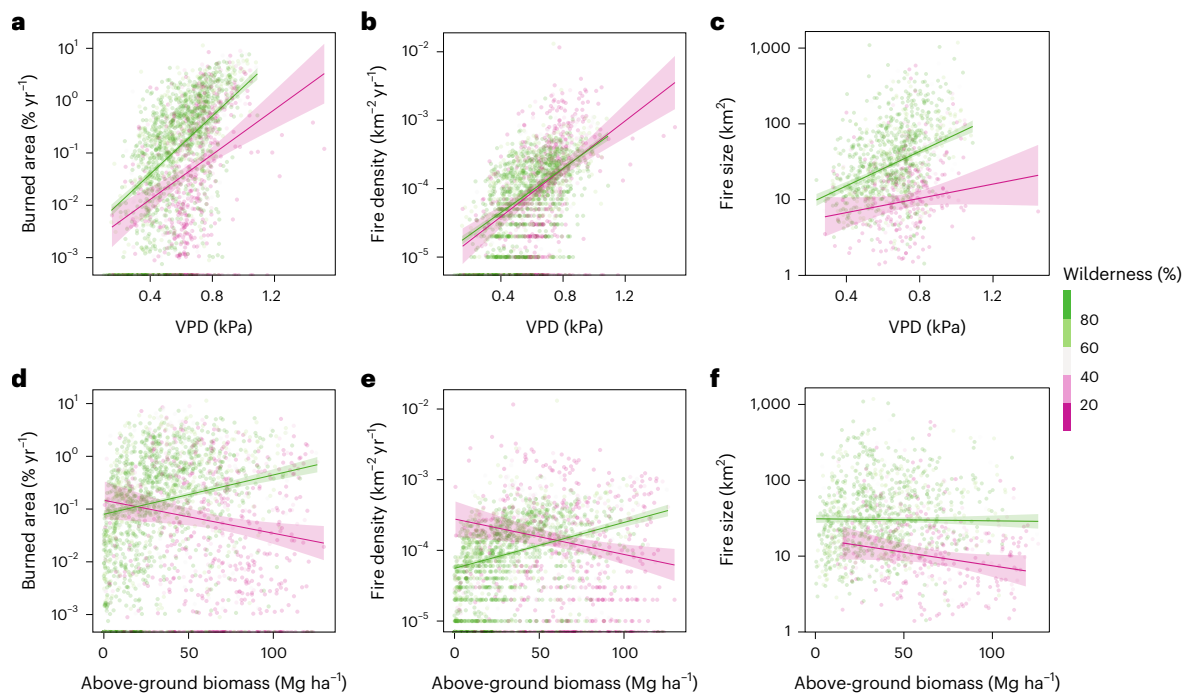 a
b
c
Burned area (% yr⁻¹)
10¹
10⁰
10⁻¹
10⁻²
10⁻³
0.4
0.8
1.2
VPD (kPa)
Fire density (km⁻² yr⁻¹)
10⁻²
10⁻³
10⁻⁴
10⁻⁵
0.4
0.8
1.2
VPD (kPa)
Fire size (km²)
1,000
100
10
1
0.4
0.8
1.2
VPD (kPa)
Wilderness (%)
80
60
40
20
d
e
f
Burned area (% yr⁻¹)
10¹
10⁰
10⁻¹
10⁻²
10⁻³
0
50
100
Above-ground biomass (Mg ha⁻¹)
Fire density (km⁻² yr⁻¹)
10⁻²
10⁻³
10⁻⁴
10⁻⁵
0
50
100
Above-ground biomass (Mg ha⁻¹)
Fire size (km²)
1,000
100
10
1
0
50
100
Above-ground biomass (Mg ha⁻¹)